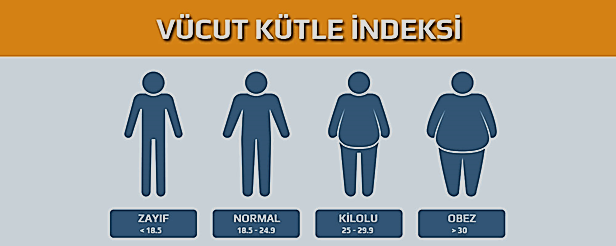 VÜCUT KÜTLE İNDEKSİ
ZAYIF
< 18.5
NORMAL
18.5 - 24.9
KİLOLU
25 - 29.9
OBEZ
> 30